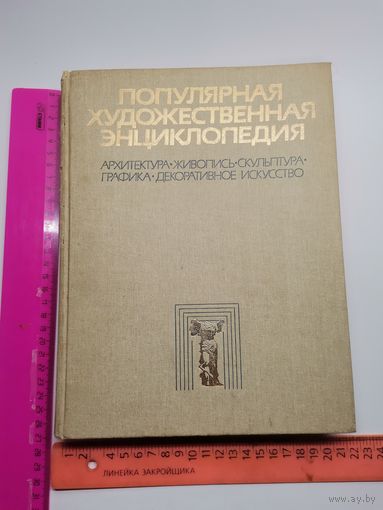 ПОПУЛЯРНАЯ
ХУДОЖЕСТВЕННАЯ
ЭНЦИКЛОПЕДИЯ
АРХИТЕКТУРА • ЖИВОПИСЬ • СКУЛЬПТУРА •
ГРАФИКА • ДЕКОРАТИВНОЕ ИСКУССТВО
ЛИНЕЙКА ЗАКРОЙЩИКА
www.ay.by